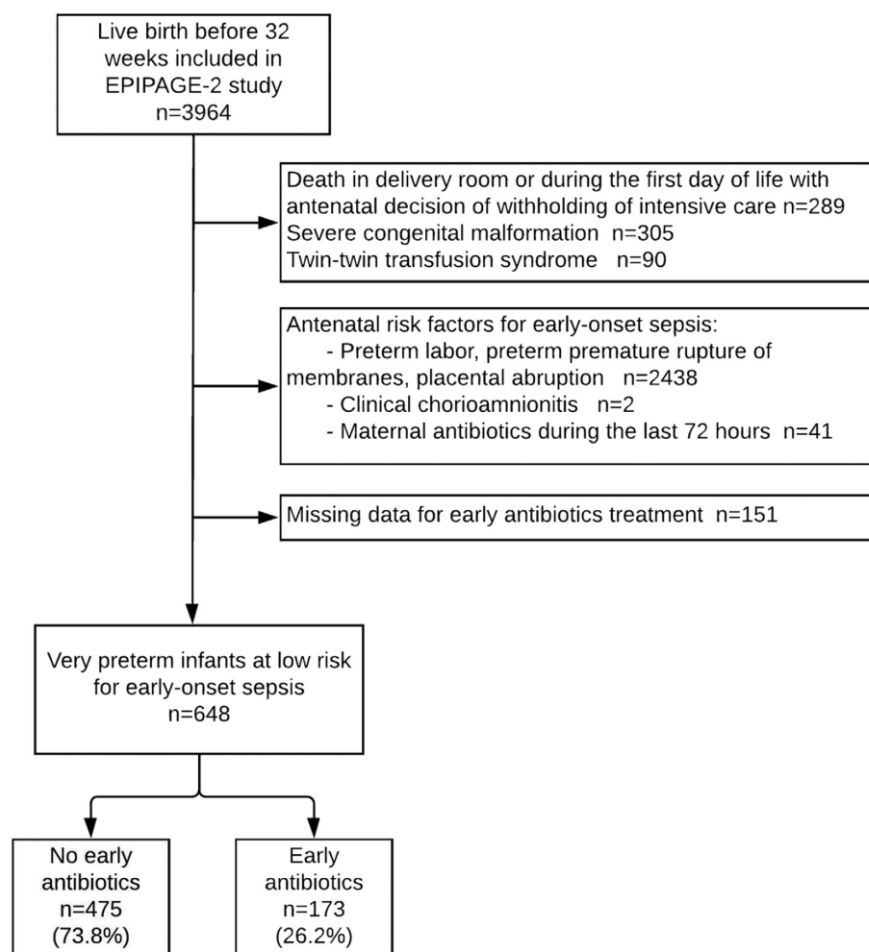 Live birth before 32
weeks included in
EPIPAGE-2 study
n=3964
Death in delivery room or during the first day of life with
antenatal decision of withholding of intensive care n=289
Severe congenital malformation n=305
Twin-twin transfusion syndrome n=90
Antenatal risk factors for early-onset sepsis:
- Preterm labor, preterm premature rupture of
membranes, placental abruption n=2438
- Clinical chorioamnionitis n=2
- Maternal antibiotics during the last 72 hours n=41
Missing data for early antibiotics treatment n=151
Very preterm infants at low risk
for early-onset sepsis
n=648
No early
antibiotics
n=475
(73.8%)
Early
antibiotics
n=173
(26.2%)